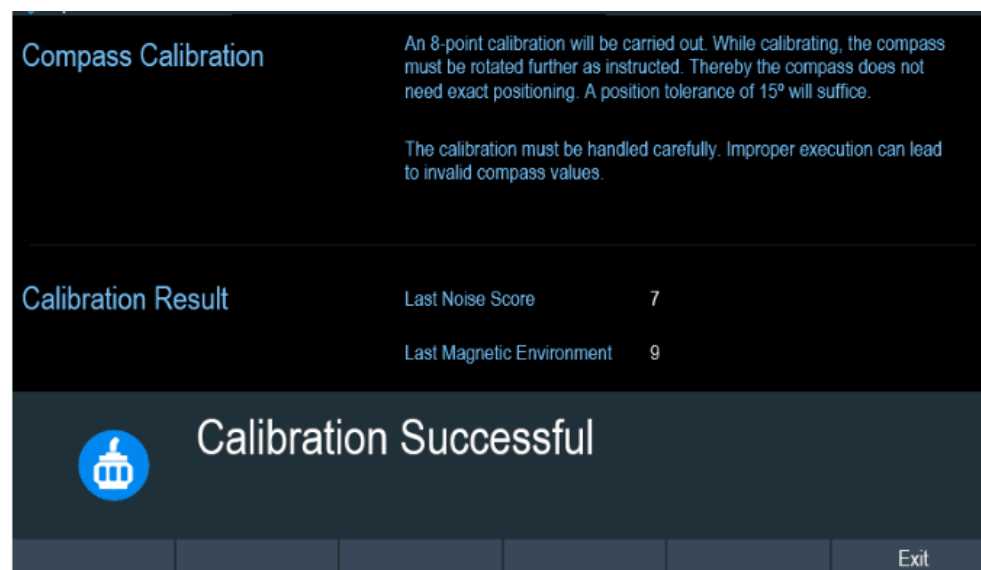 Compass Calibration
An 8-point calibration will be carried out. While calibrating, the compass
must be rotated further as instructed. Thereby the compass does not
need exact positioning. A position tolerance of 15º will suffice.
The calibration must be handled carefully. Improper execution can lead
to invalid compass values.
Calibration Result
Last Noise Score 7
Last Magnetic Environment 9
Calibration Successful
Exit